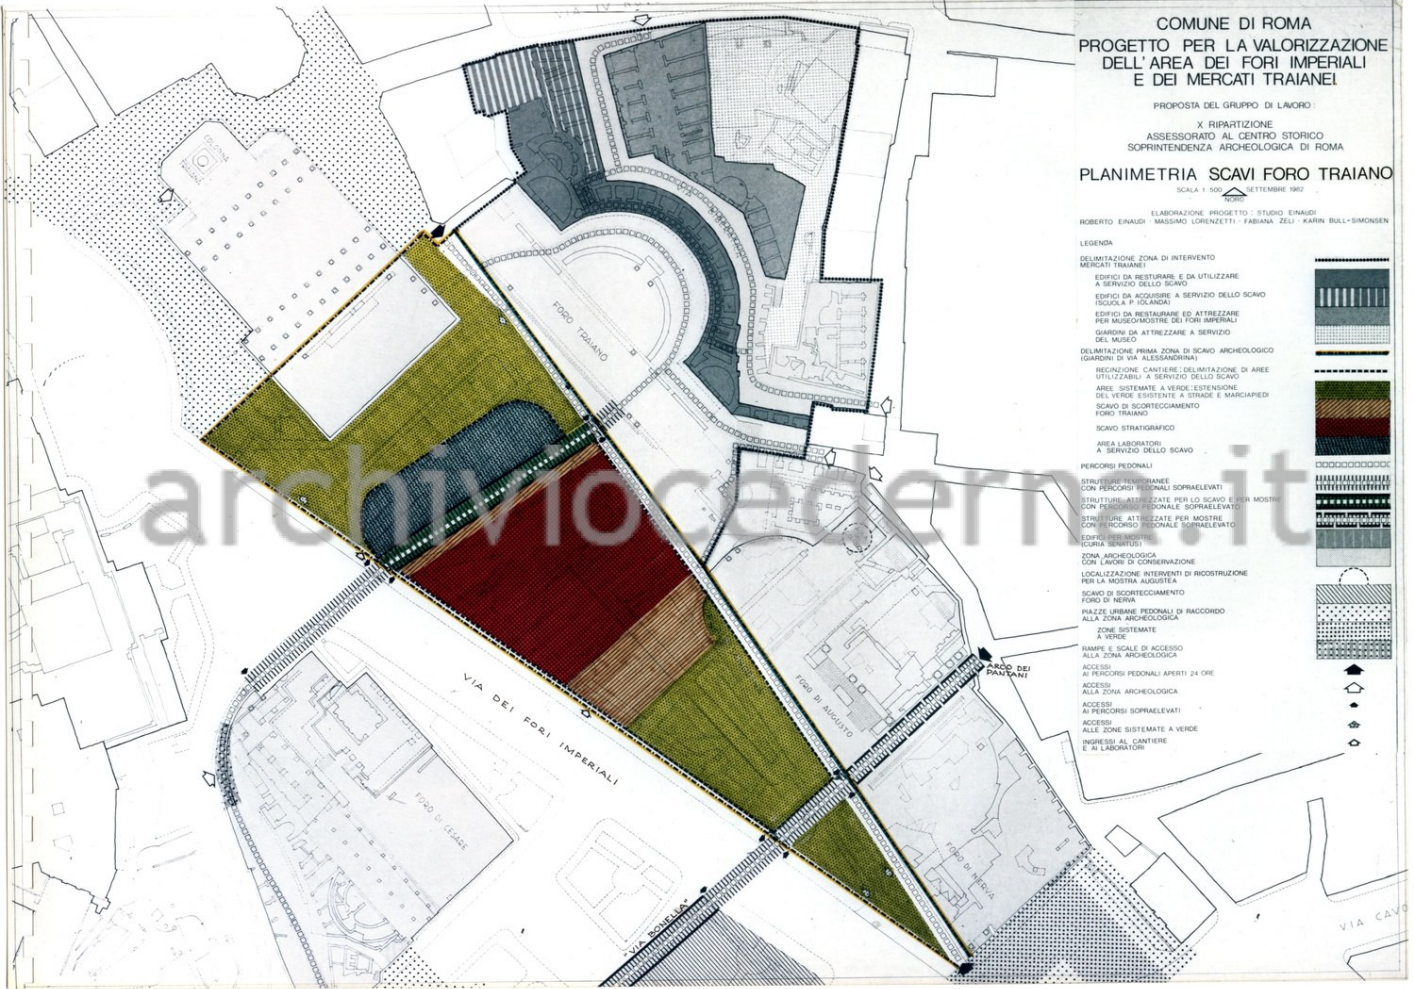 COMUNE DI ROMA
PROGETTO PER LA VALORIZZAZIONE
DELL'AREA DEI FORI IMPERIALI
E DEI MERCATI TRAIANEI
PROPOSTA DEL GRUPPO DI LAVORO:
X RIPARTIZIONE
ASSESSORATO AL CENTRO STORICO
SOPRINTENDENZA ARCHEOLOGICA DI ROMA
PLANIMETRIA SCAVI FORO TRAIANO
SCALA 1:500 SETTEMBRE 1982
NORD
ELABORAZIONE PROGETTO: STUDIO EINAUDI
ROBERTO EINAUDI · MASSIMO LORENZETTI · FABIANA ZELI · KARIN BULL-SIMONSEN
LEGENDA
DELIMITAZIONE ZONA DI INTERVENTO
MERCATI TRAIANEI
EDIFICI DA RESTURARE E DA UTILIZZARE
A SERVIZIO DELLO SCAVO
EDIFICI DA ACQUISIRE A SERVIZIO DELLO SCAVO
(SCUOLA P. IOLANDA)
EDIFICI DA RESTAURARE ED ATTREZZARE
PER MUSEO/MOSTRE DEI FORI IMPERIALI
GIARDINI DA ATTREZZARE A SERVIZIO
DEL MUSEO
DELIMITAZIONE PRIMA ZONA DI SCAVO ARCHEOLOGICO
(GIARDINI DI VIA ALESSANDRINA)
RECINZIONE CANTIERE: DELIMITAZIONE DI AREE
UTILIZZABILI A SERVIZIO DELLO SCAVO
AREE SISTEMATE A VERDE: ESTENSIONE
DEL VERDE ESISTENTE A STRADE E MARCIAPIEDI
SCAVO DI SCORTECCIAMENTO
FORO TRAIANO
SCAVO STRATIGRAFICO
AREA LABORATORI
A SERVIZIO DELLO SCAVO
PERCORSI PEDONALI
STRUTTURE TEMPORANEE
CON PERCORSI PEDONALI SOPRAELEVATI
STRUTTURE ATTREZZATE PER LO SCAVO E PER MOSTRE
CON PERCORSO PEDONALE SOPRAELEVATO
STRUTTURE ATTREZZATE PER MOSTRE
CON PERCORSO PEDONALE SOPRAELEVATO
EDIFICI PER MOSTRE
(CURIA SENATUS)
ZONA ARCHEOLOGICA
CON LAVORI DI CONSERVAZIONE
LOCALIZZAZIONE INTERVENTI DI RICOSTRUZIONE
PER LA MOSTRA AUGUSTEA
SCAVO DI SCORTECCIAMENTO
FORO DI NERVA
PIAZZE URBANE PEDONALI DI RACCORDO
ALLA ZONA ARCHEOLOGICA
ZONE SISTEMATE
A VERDE
RAMPE E SCALE DI ACCESSO
ALLA ZONA ARCHEOLOGICA
ACCESSI
AI PERCORSI PEDONALI APERTI 24 ORE
ACCESSI
ALLA ZONA ARCHEOLOGICA
ACCESSI
AI PERCORSI SOPRAELEVATI
ACCESSI
ALLE ZONE SISTEMATE A VERDE
INGRESSI AL CANTIERE
E AI LABORATORI
FORO TRAIANO
archiviocederna.it
ARCO DEI
PANTANI
FORO DI AUGUSTO
VIA DEI FORI IMPERIALI
FORO DI CESARE
FORO DI NERVA
"VIA BONELLA"
VIA CAVO